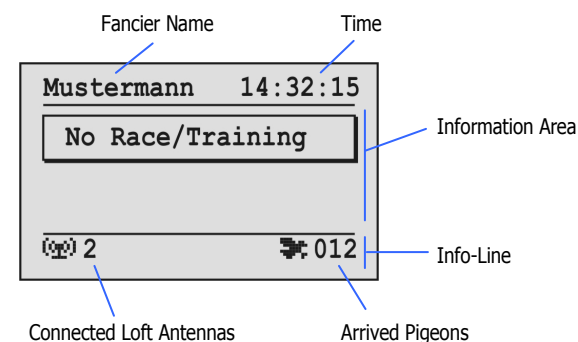 Fancier Name Time
Mustermann 14:32:15
No Race/Training
Information Area
2 012
Info-Line
Connected Loft Antennas Arrived Pigeons